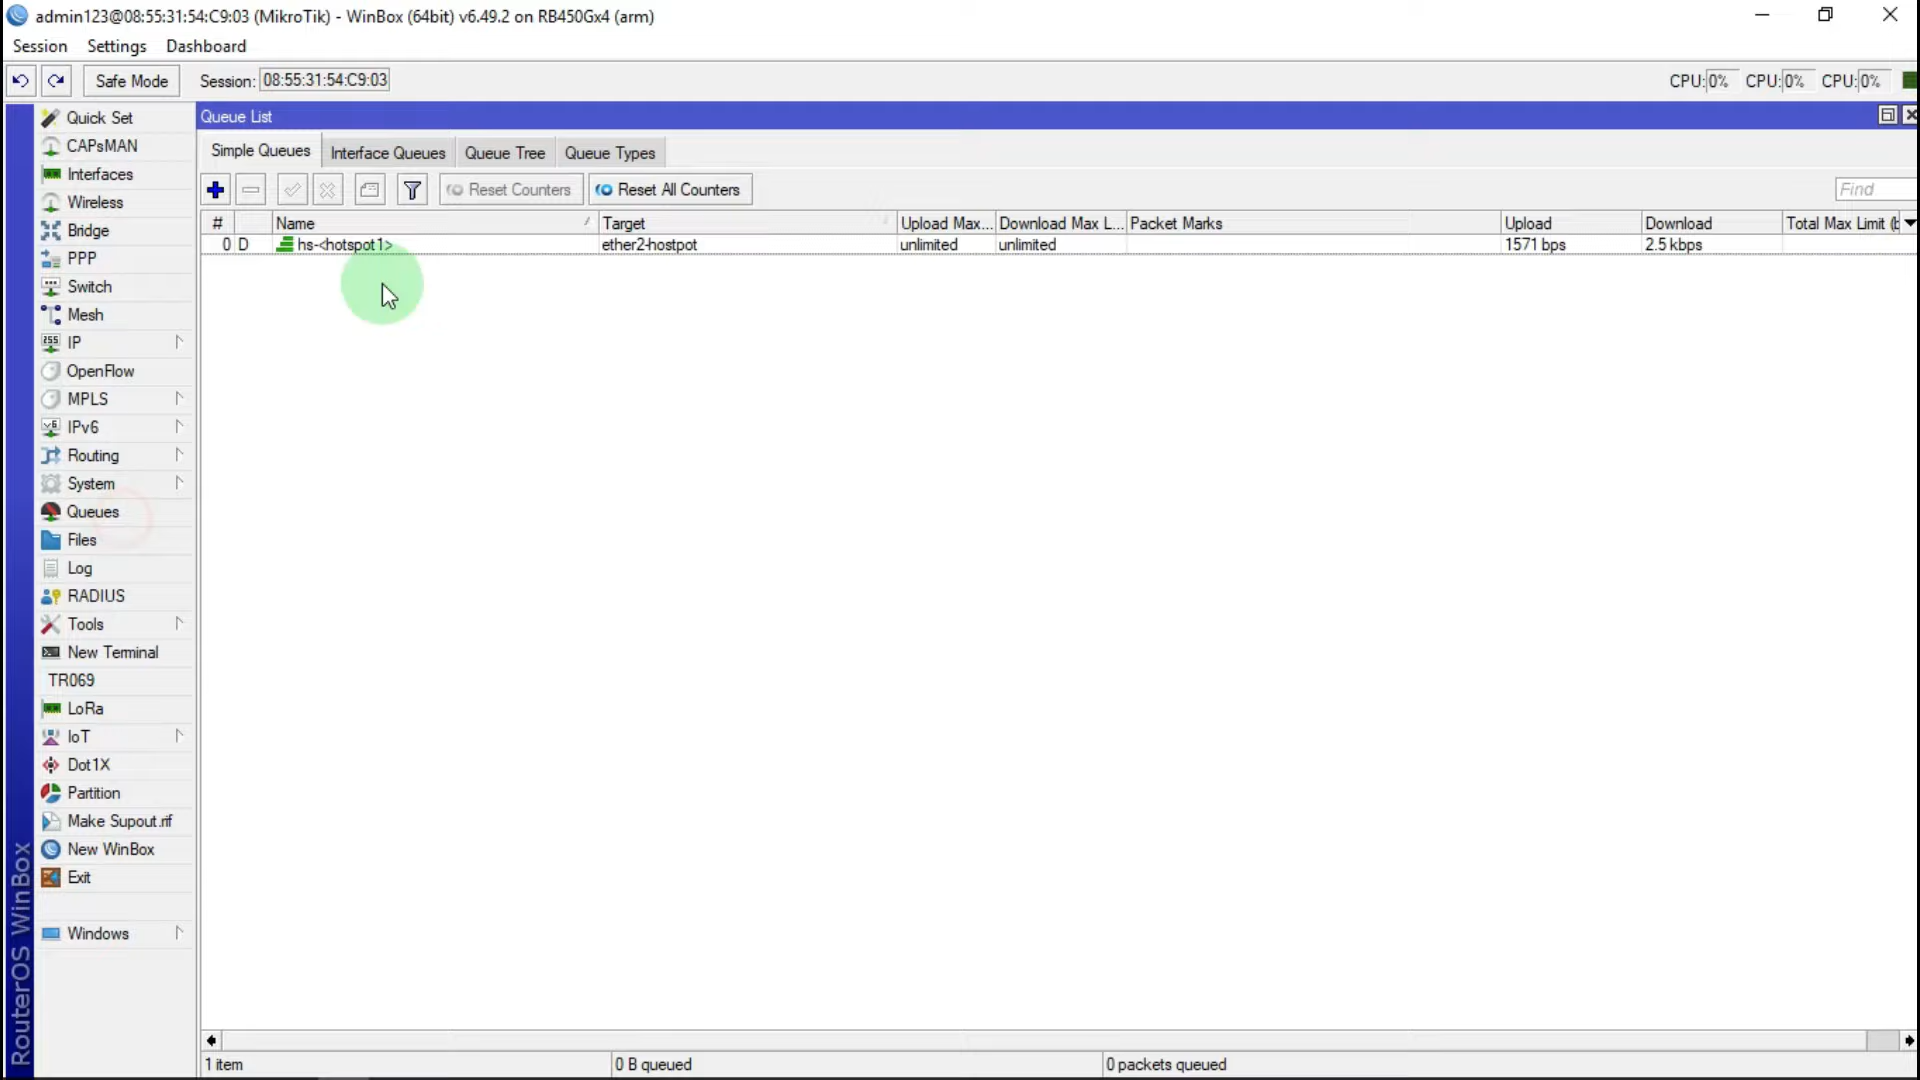 admin123@08:55:31:54:C9:03 (MikroTik) - WinBox (64bit) v6.49.2 on RB450Gx4 (arm)
Session Settings Dashboard
Safe Mode Session: 08:55:31:54:C9:03 CPU:0% CPU:0% CPU:0%
Quick Set
CAPsMAN
Interfaces
Wireless
Bridge
PPP
Switch
Mesh
IP
OpenFlow
MPLS
IPv6
Routing
System
Queues
Files
Log
RADIUS
Tools
New Terminal
TR069
LoRa
IoT
Dot1X
Partition
Make Supout.rif
New WinBox
Exit
Windows
RouterOS WinBox
Queue List
Simple Queues Interface Queues Queue Tree Queue Types
Reset Counters Reset All Counters Find
# Name Target Upload Max... Download Max L... Packet Marks Upload Download Total Max Limit (b
0 D hs-<hotspot1> ether2-hostpot unlimited unlimited 1571 bps 2.5 kbps
1 item 0 B queued 0 packets queued